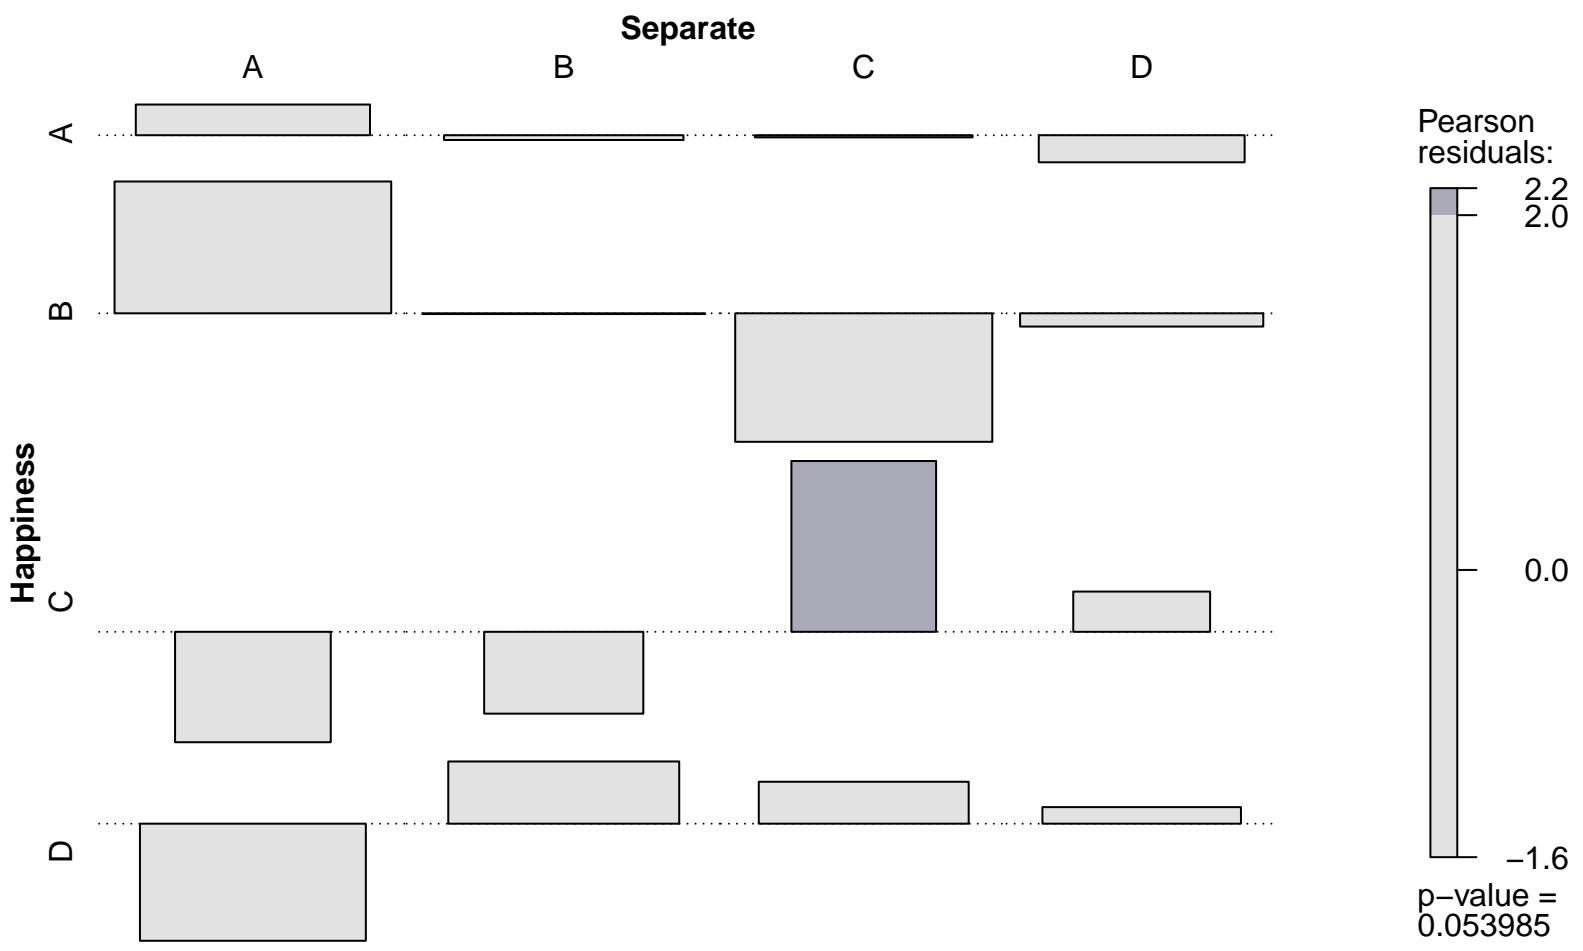 Separate
A B C D
Happiness
A
B
C
D
Pearson
residuals:
2.2
2.0
0.0
−1.6
p−value =
0.053985